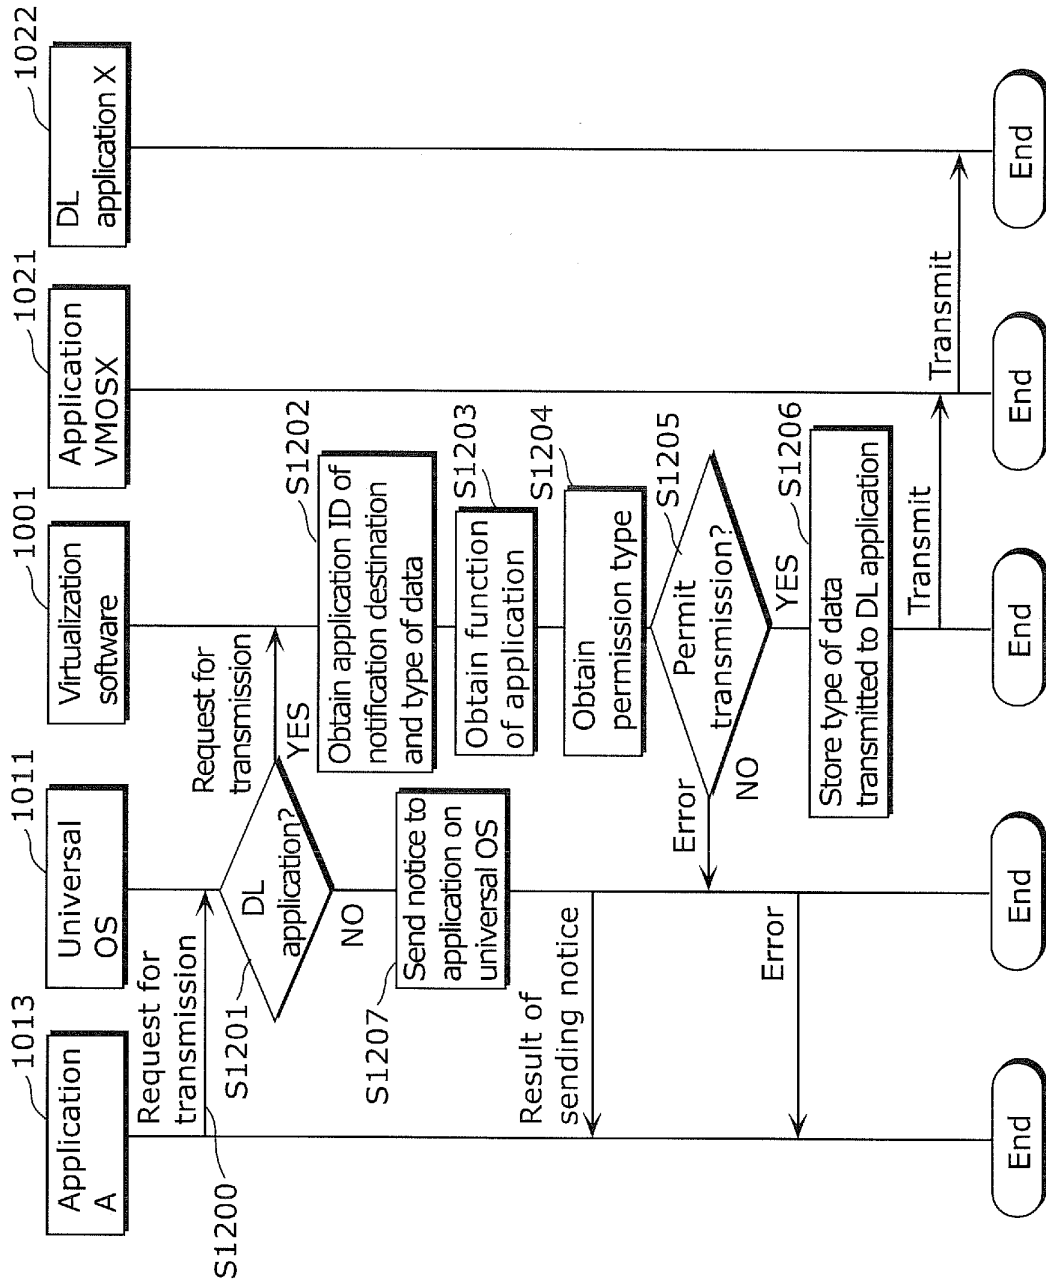 1013
Application
A
1011
Universal
OS
1001
Virtualization
software
1021
Application
VMOSX
1022
DL
application X
S1200
Request for
transmission
S1201
DL
application?
Request for
transmission
YES
NO
S1202
Obtain application ID of
notification destination
and type of data
S1207
Send notice to
application on
universal OS
S1203
Obtain function
of application
S1204
Obtain
permission type
Result of
sending notice
S1205
Permit
transmission?
Error
NO
YES
Error
S1206
Store type of data
transmitted to DL application
Transmit
Transmit
End
End
End
End
End